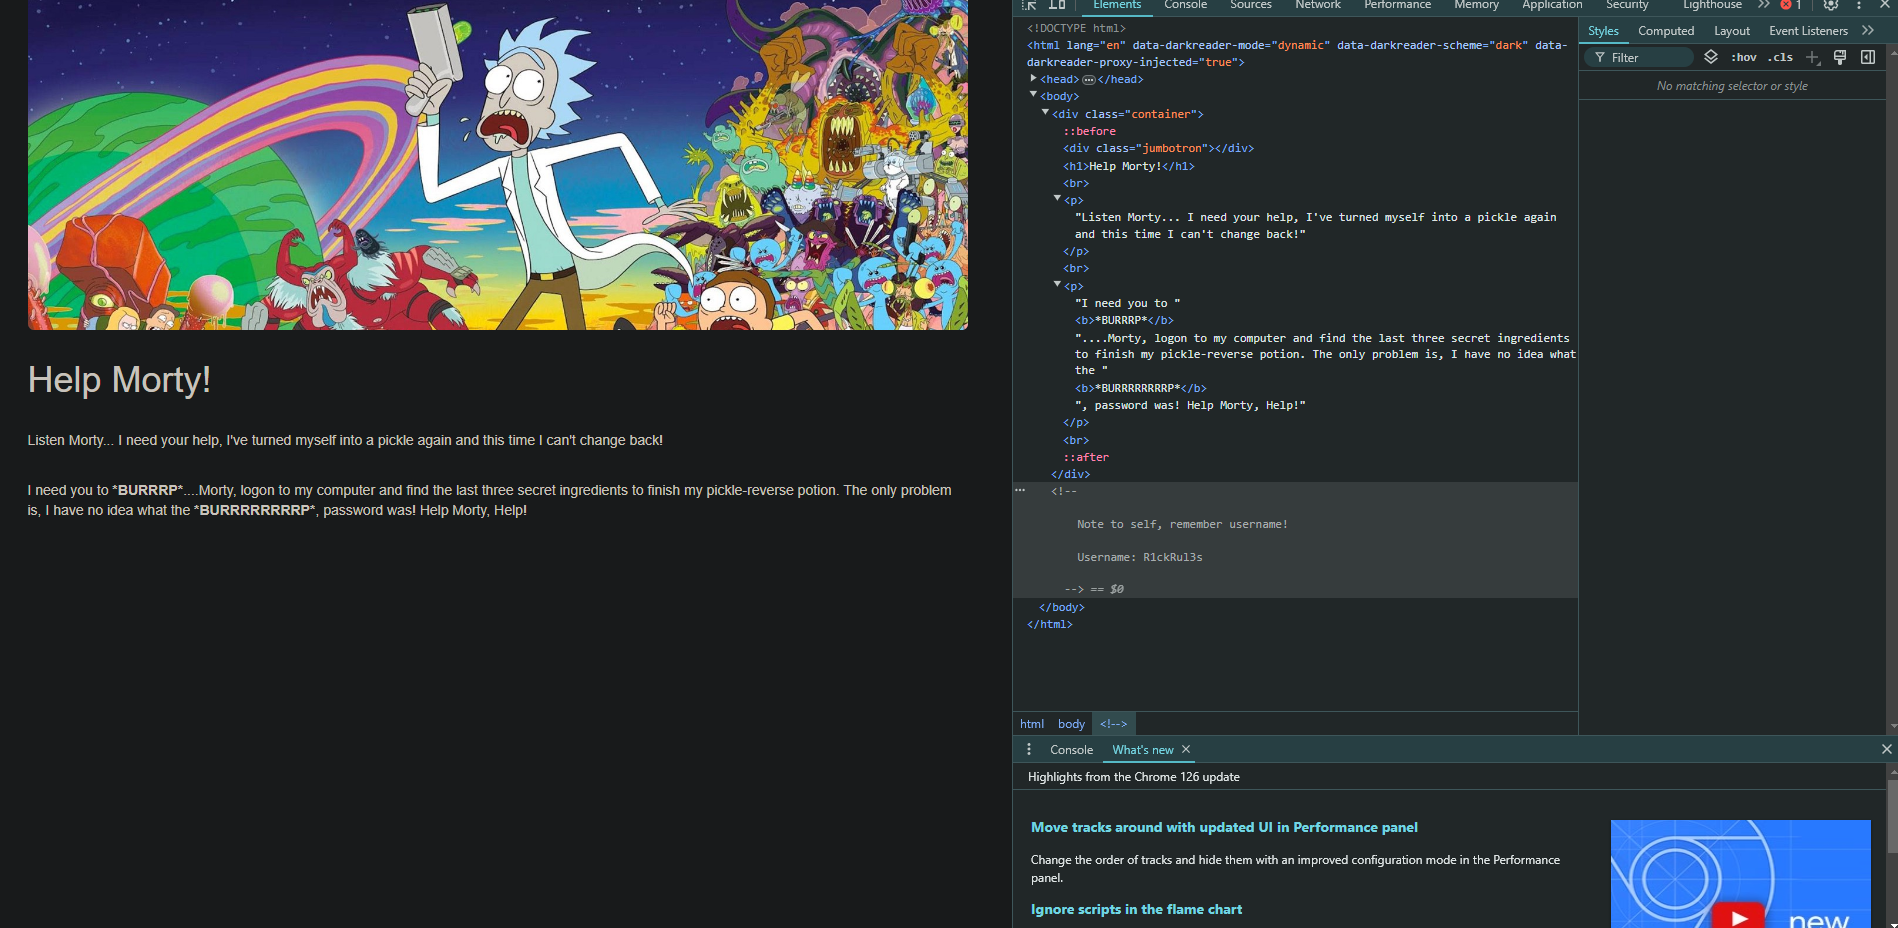 Elements Console Sources Network Performance Memory Application Security Lighthouse 1
<!DOCTYPE html>
<html lang="en" data-darkreader-mode="dynamic" data-darkreader-scheme="dark" data-
darkreader-proxy-injected="true">
<head>…</head>
<body>
<div class="container">
::before
<div class="jumbotron"></div>
<h1>Help Morty!</h1>
<br>
<p>
"Listen Morty... I need your help, I've turned myself into a pickle again
and this time I can't change back!"
</p>
<br>
<p>
"I need you to "
<b>*BURRRP*</b>
"....Morty, logon to my computer and find the last three secret ingredients
to finish my pickle-reverse potion. The only problem is, I have no idea what
the "
<b>*BURRRRRRRRP*</b>
", password was! Help Morty, Help!"
</p>
<br>
::after
</div>
<!--
Note to self, remember username!
Username: R1ckRul3s
--> == $0
</body>
</html>
html body <!-->
Styles Computed Layout Event Listeners
Filter :hov .cls
No matching selector or style
Help Morty!
Listen Morty... I need your help, I've turned myself into a pickle again and this time I can't change back!
I need you to *BURRRP*....Morty, logon to my computer and find the last three secret ingredients to finish my pickle-reverse potion. The only problem
is, I have no idea what the *BURRRRRRRRP*, password was! Help Morty, Help!
Console What's new
Highlights from the Chrome 126 update
Move tracks around with updated UI in Performance panel
Change the order of tracks and hide them with an improved configuration mode in the Performance
panel.
Ignore scripts in the flame chart
new